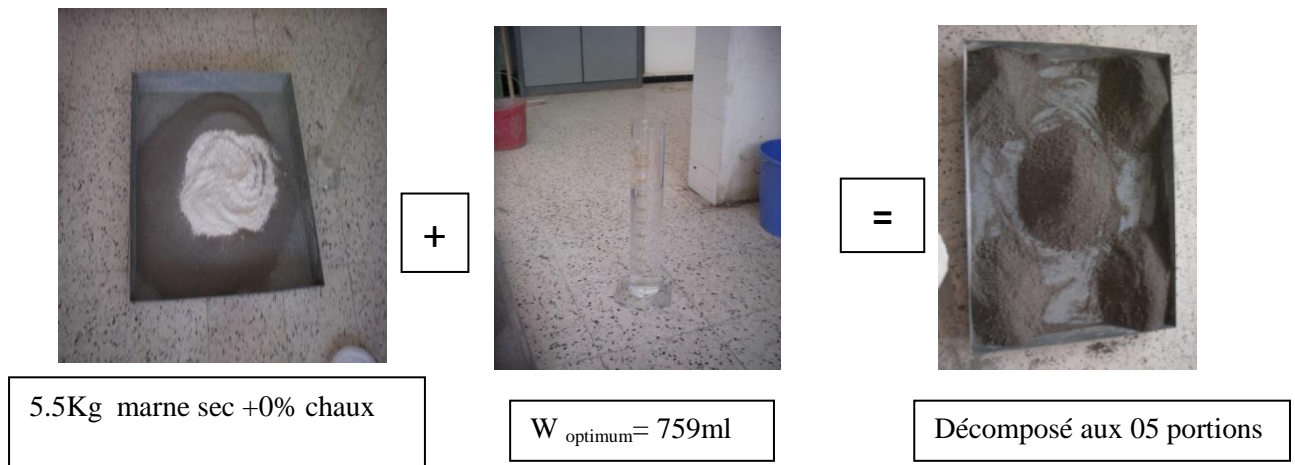 +
=
5.5Kg marne sec +0% chaux
W optimum= 759ml
Décomposé aux 05 portions